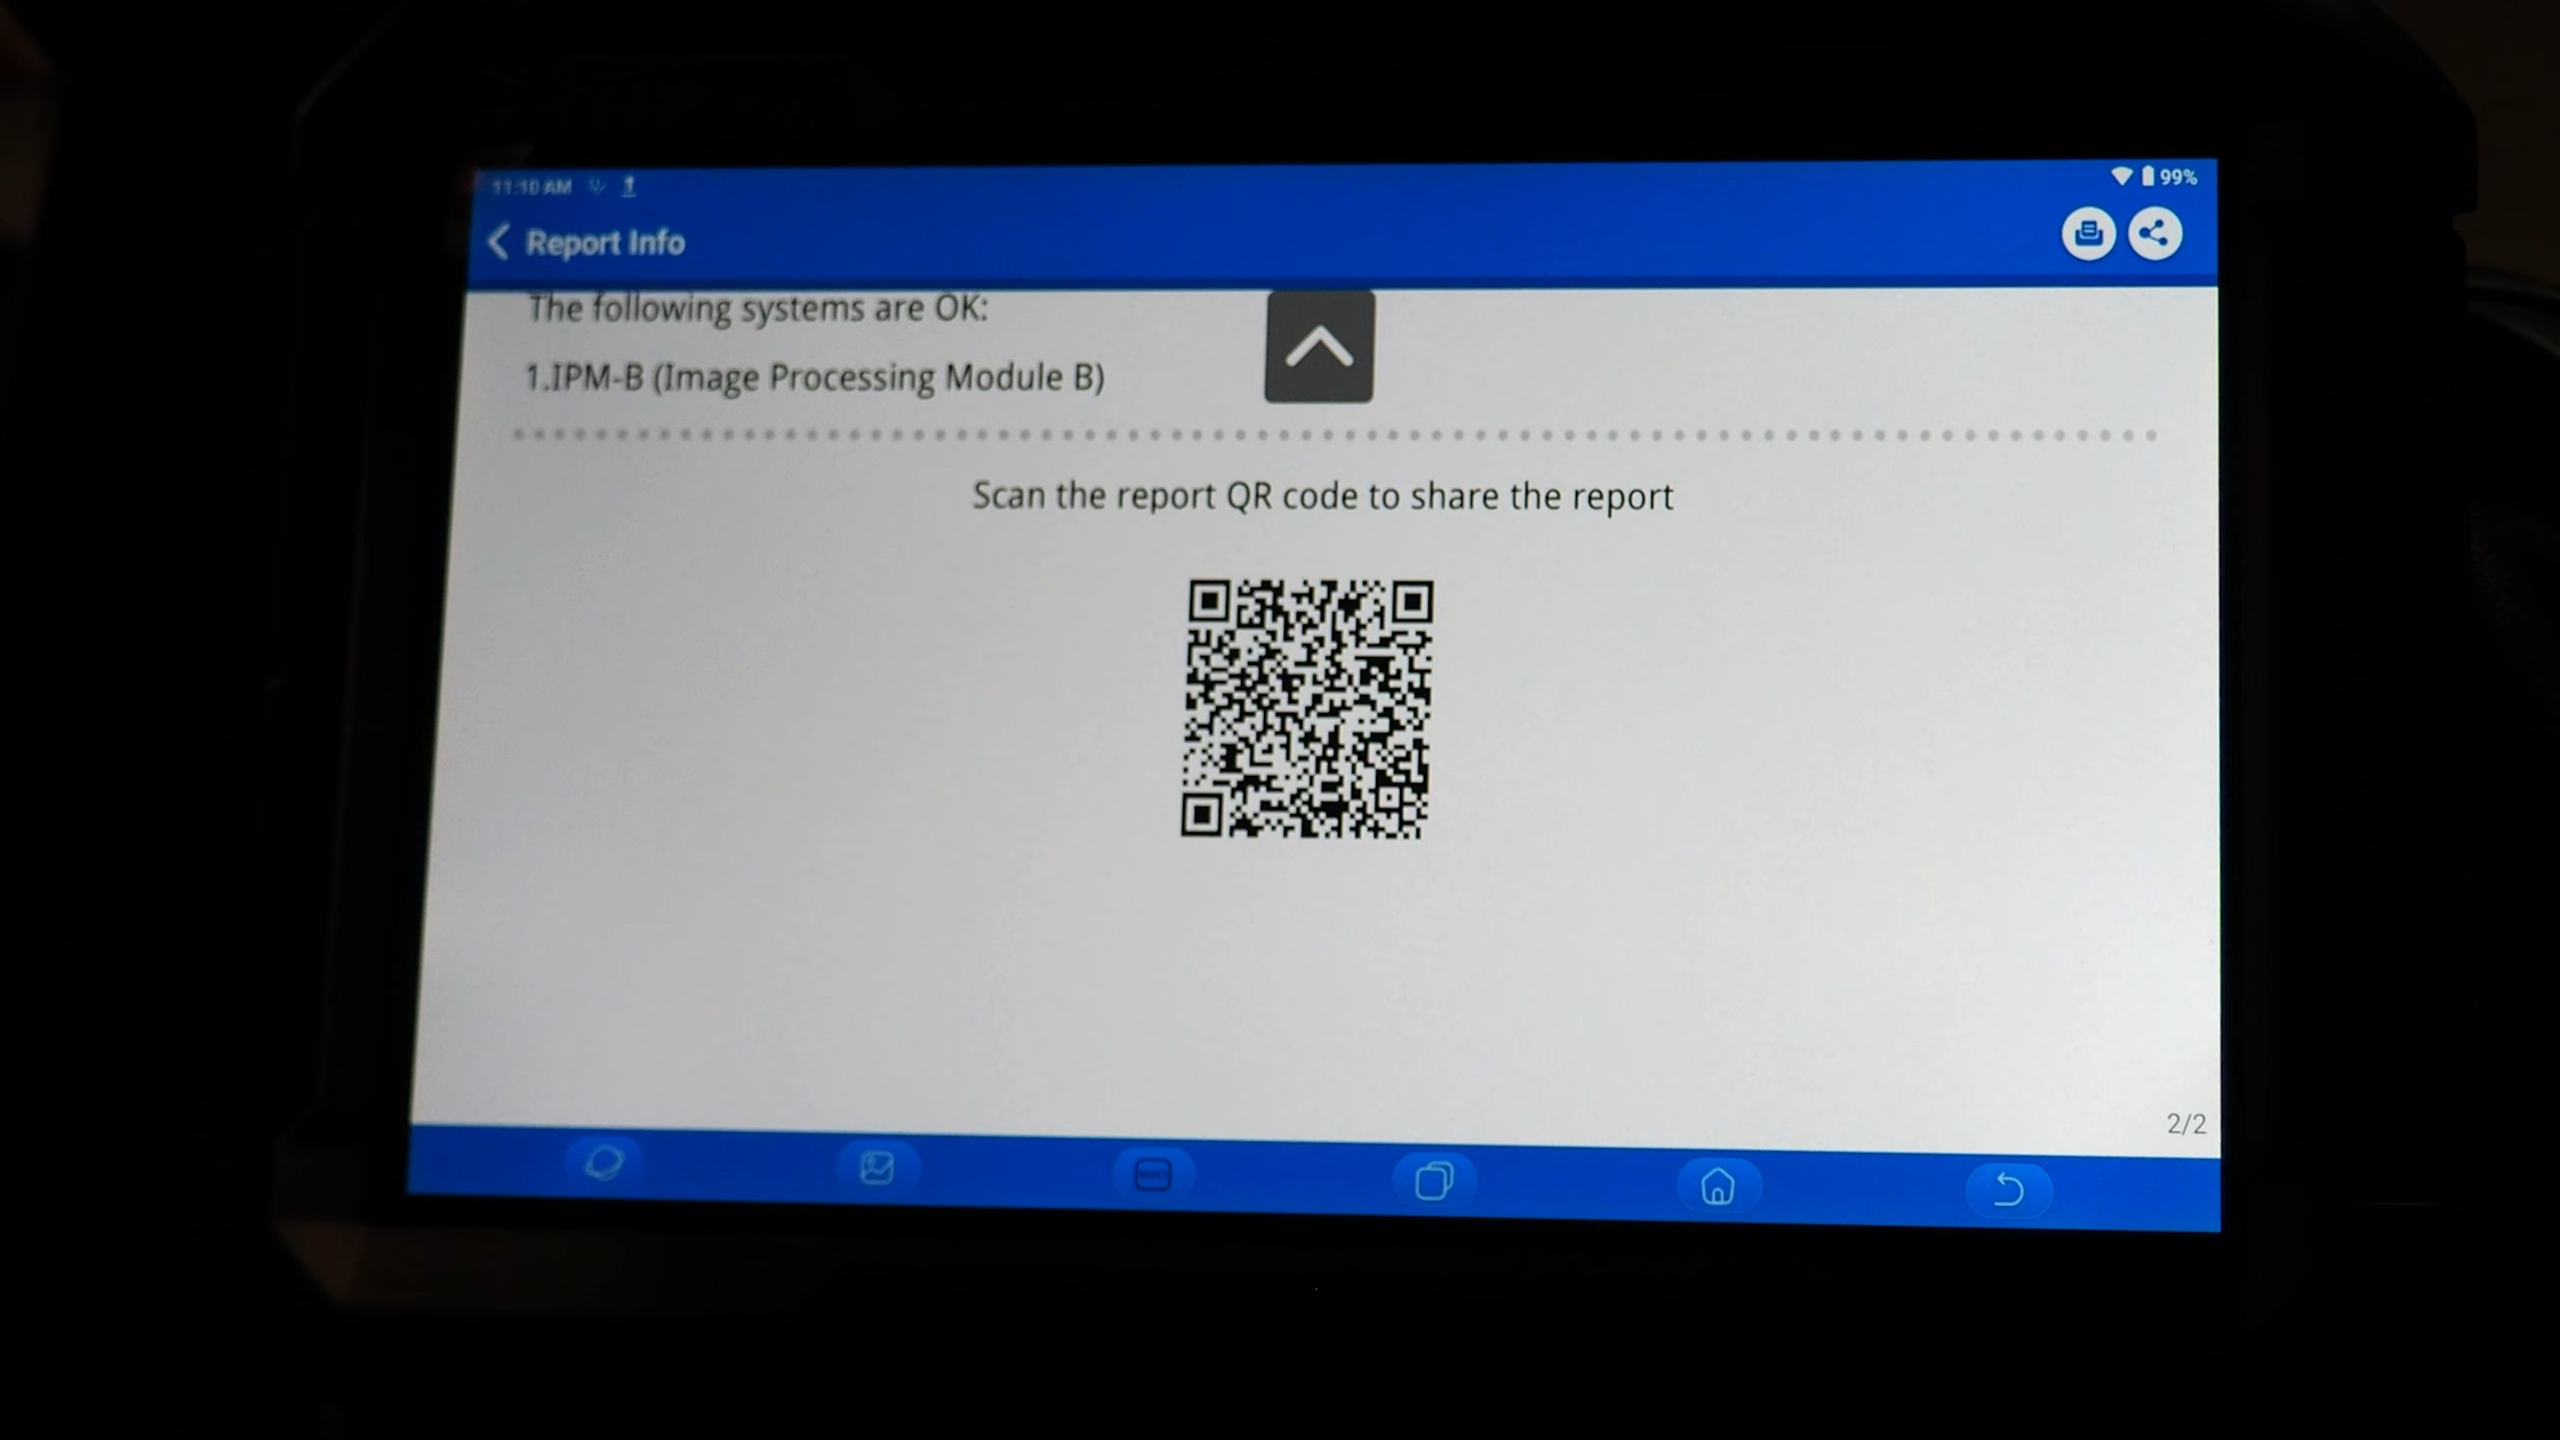 11:10 AM
99%
Report Info
The following systems are OK:
1.IPM-B (Image Processing Module B)
Scan the report QR code to share the report
2/2